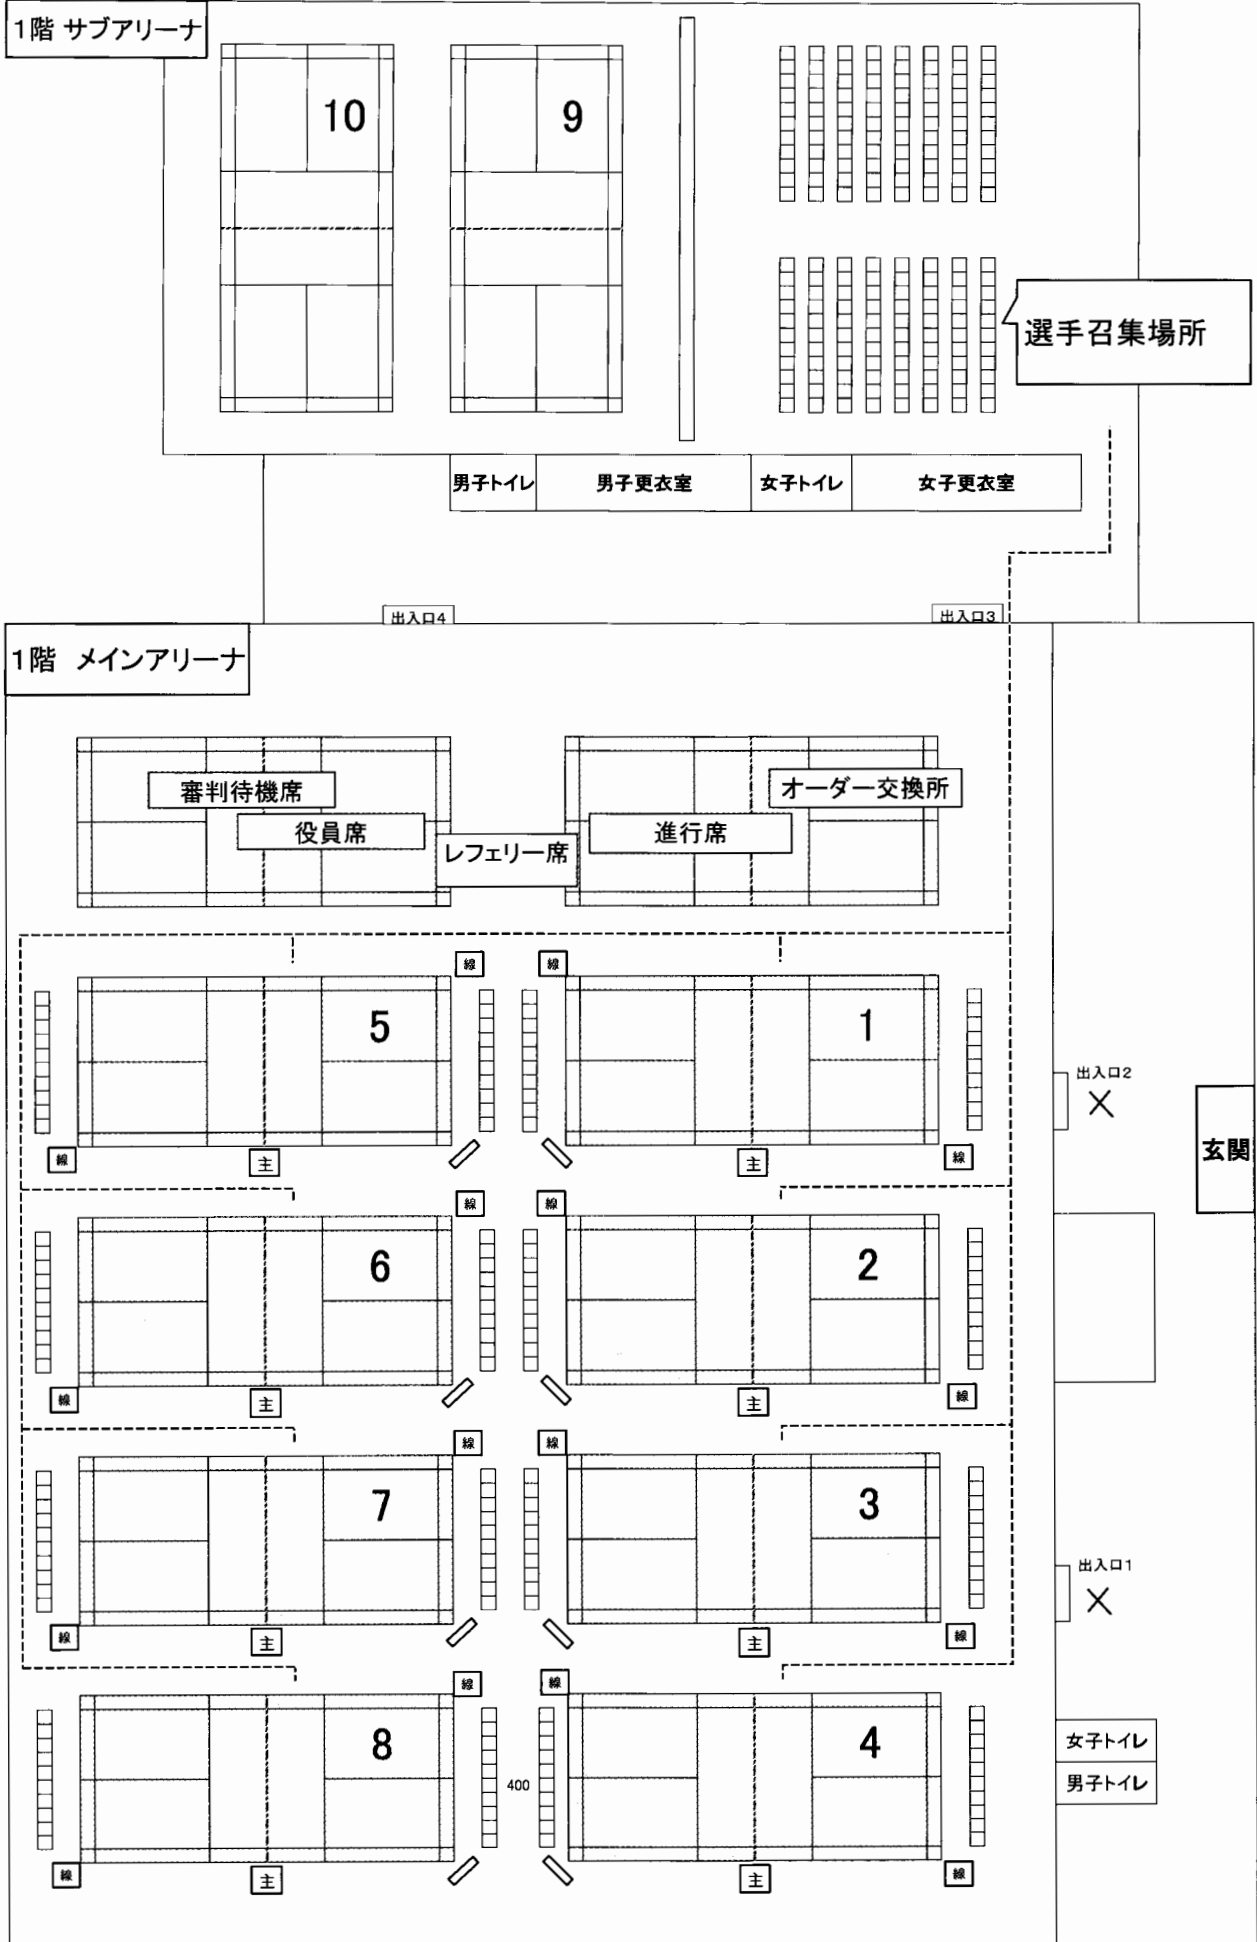 1階 サブアリーナ
10
9
選手召集場所
男子トイレ
男子更衣室
女子トイレ
女子更衣室
出入口4
出入口3
1階 メインアリーナ
審判待機席
オーダー交換所
役員席
進行席
レフェリー席
線
線
5
1
出入口2
×
玄関
線
主
主
線
線
線
6
2
線
主
主
線
線
線
7
3
出入口1
×
線
主
主
線
線
線
8
4
女子トイレ
400
男子トイレ
線
主
主
線